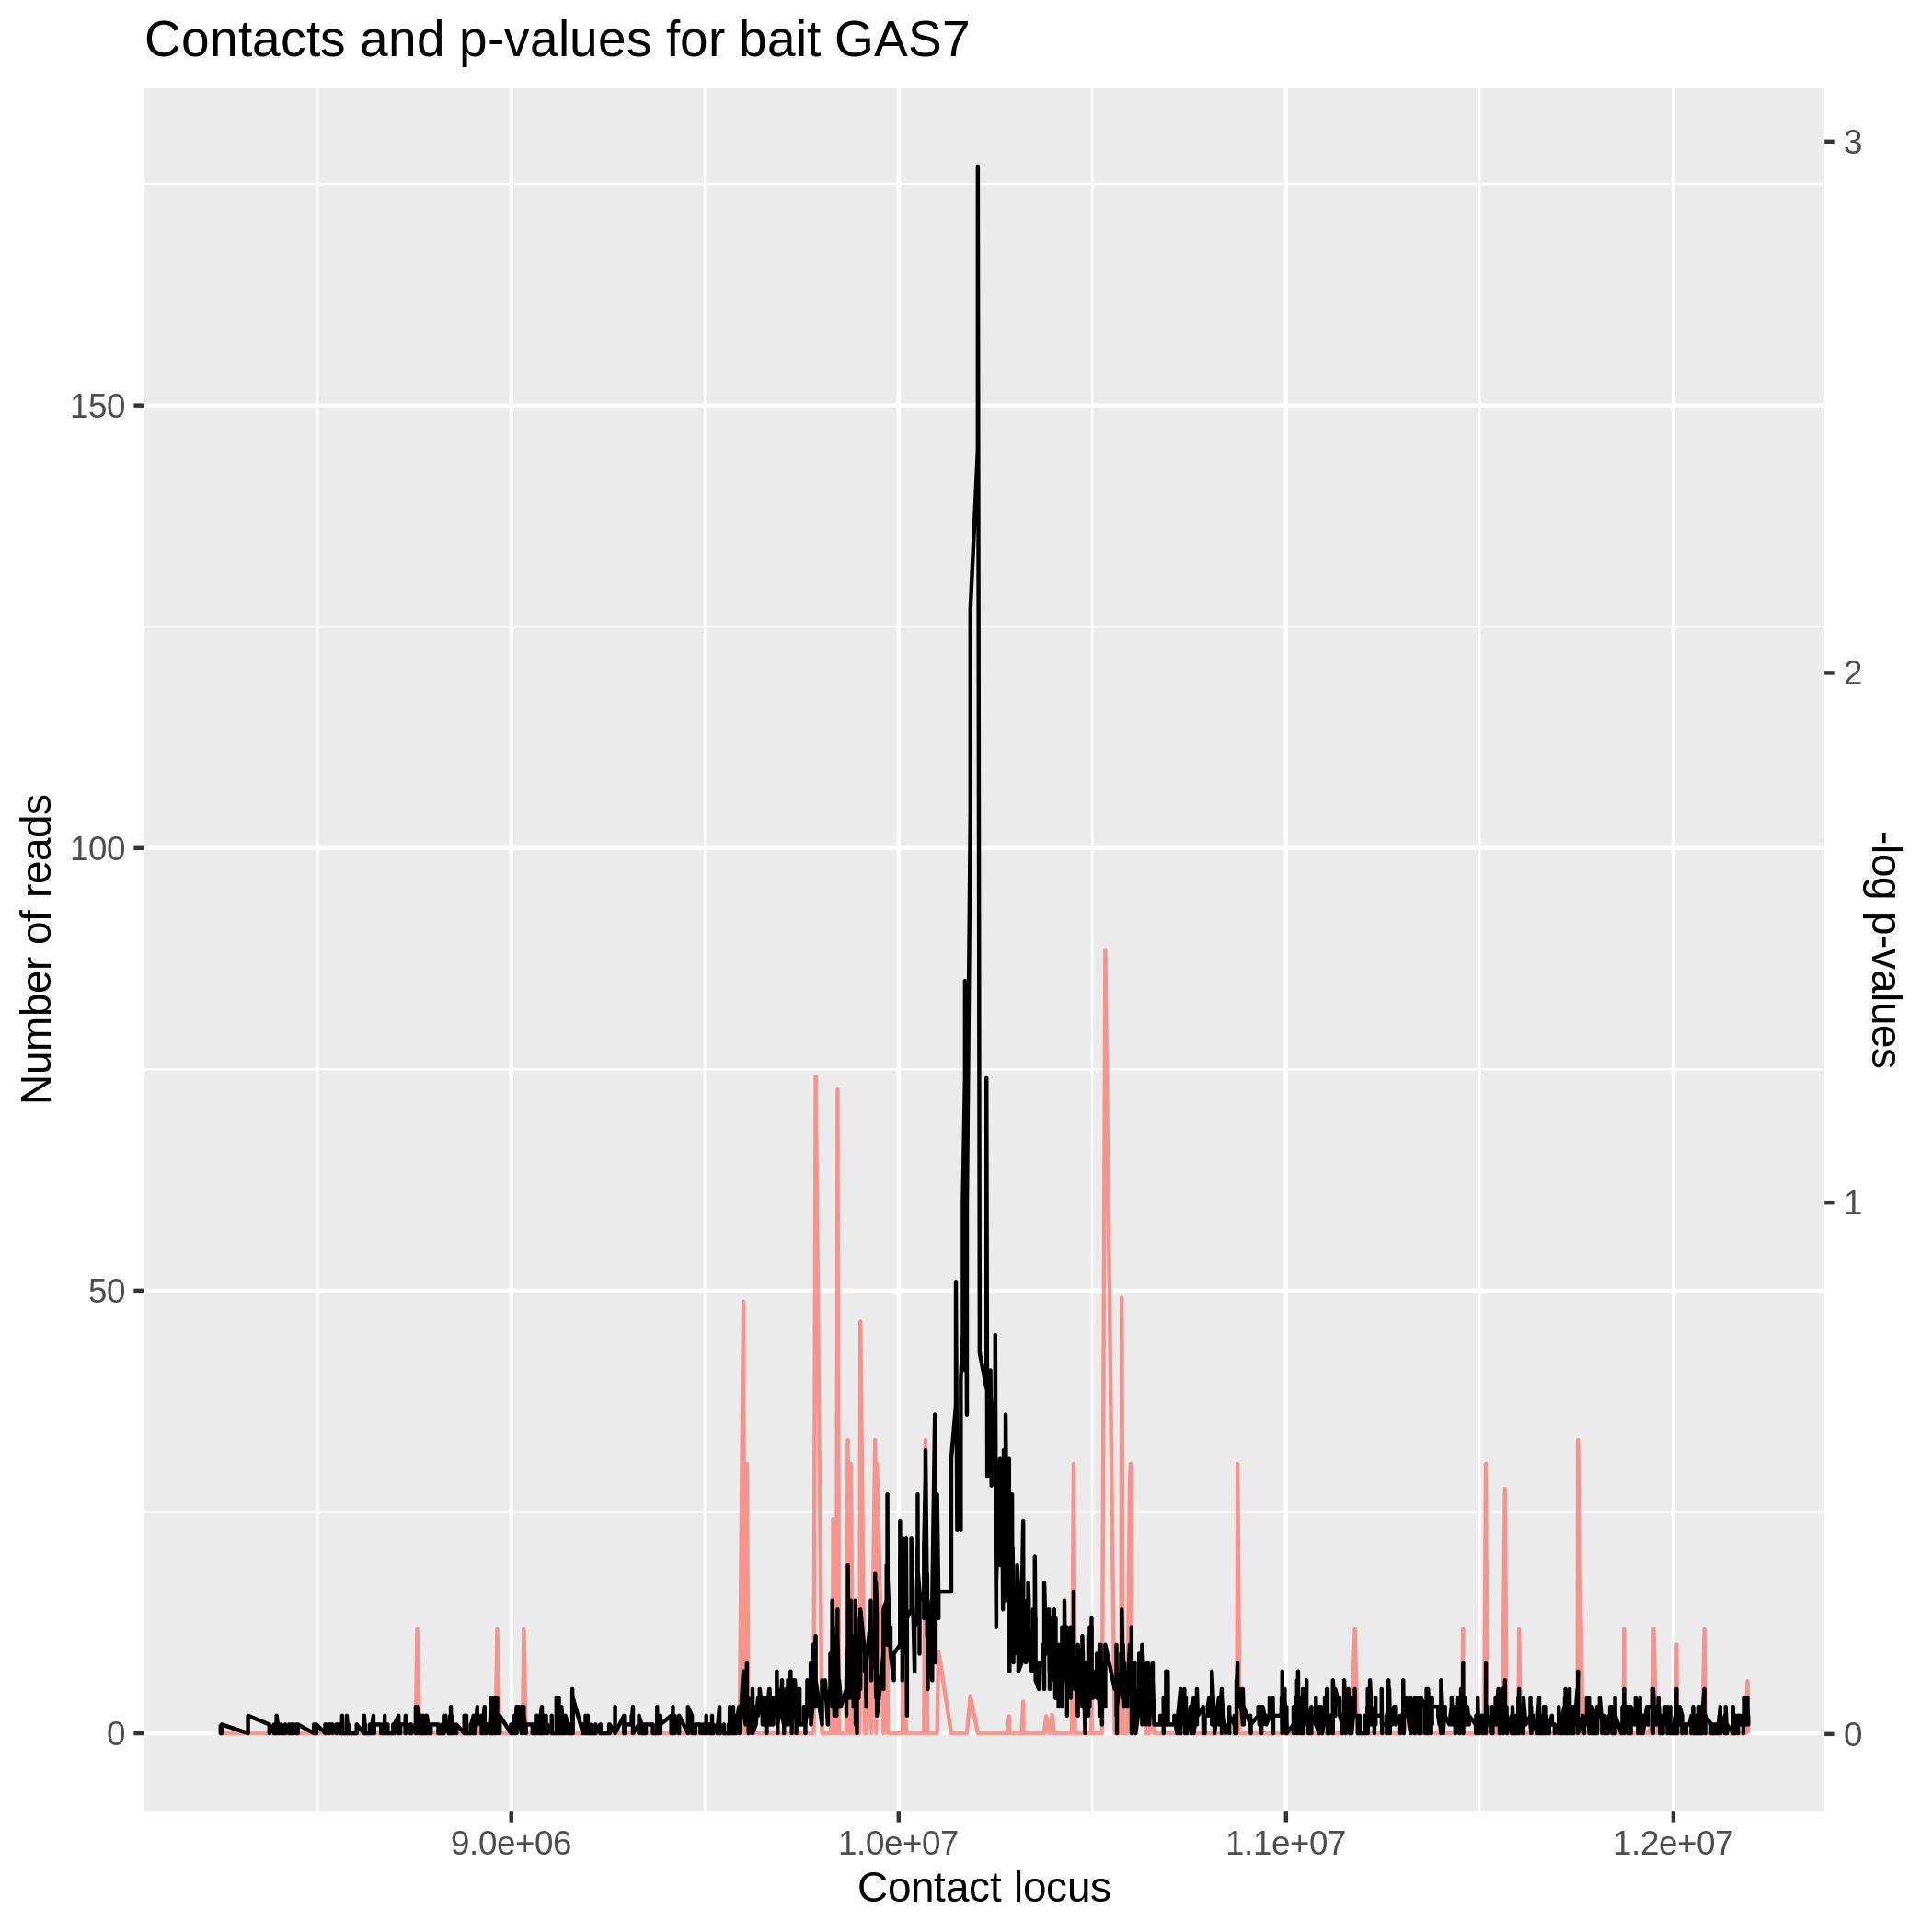 Contacts and p-values for bait GAS7
3
150
2
100
Number of reads
-log p-values
50
1
0
0
9.0e+06
1.0e+07
1.1e+07
1.2e+07
Contact locus